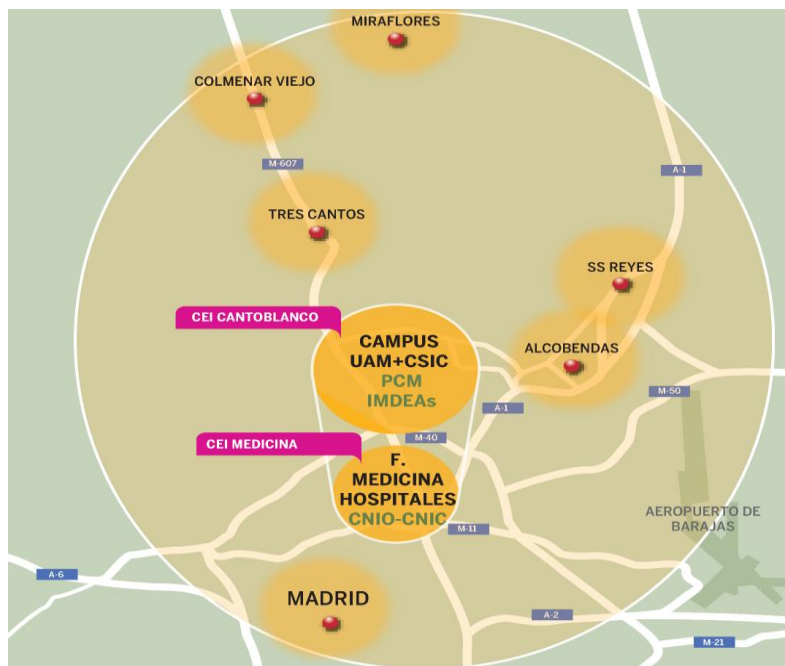 MIRAFLORES
COLMENAR VIEJO
M-607
A-1
TRES CANTOS
SS REYES
CEI CANTOBLANCO
CAMPUS
UAM+CSIC
PCM
IMDEAs
ALCOBENDAS
M-50
A-1
M-40
CEI MEDICINA
F.
MEDICINA
HOSPITALES
CNIO-CNIC
AEROPUERTO DE
BARAJAS
M-11
A-6
MADRID
A-2
M-21